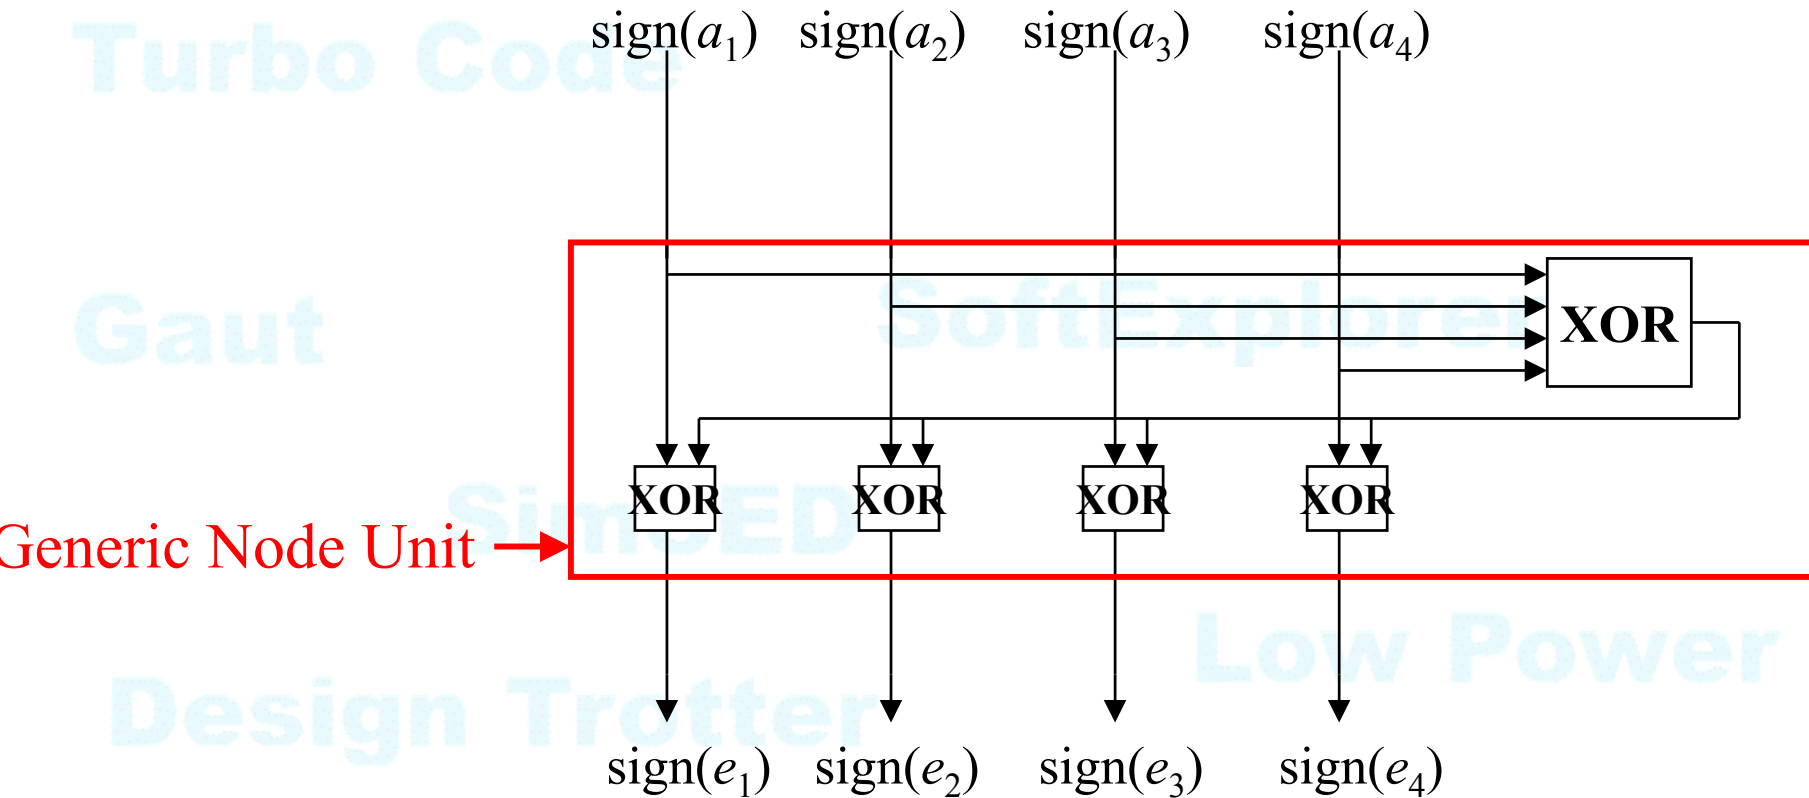 Turbo Code
sign(a1) sign(a2) sign(a3) sign(a4)
Gaut
SoftExplorer
XOR
XOR XOR XOR XOR
Generic Node Unit
Low Power
Design Trotter
sign(e1) sign(e2) sign(e3) sign(e4)